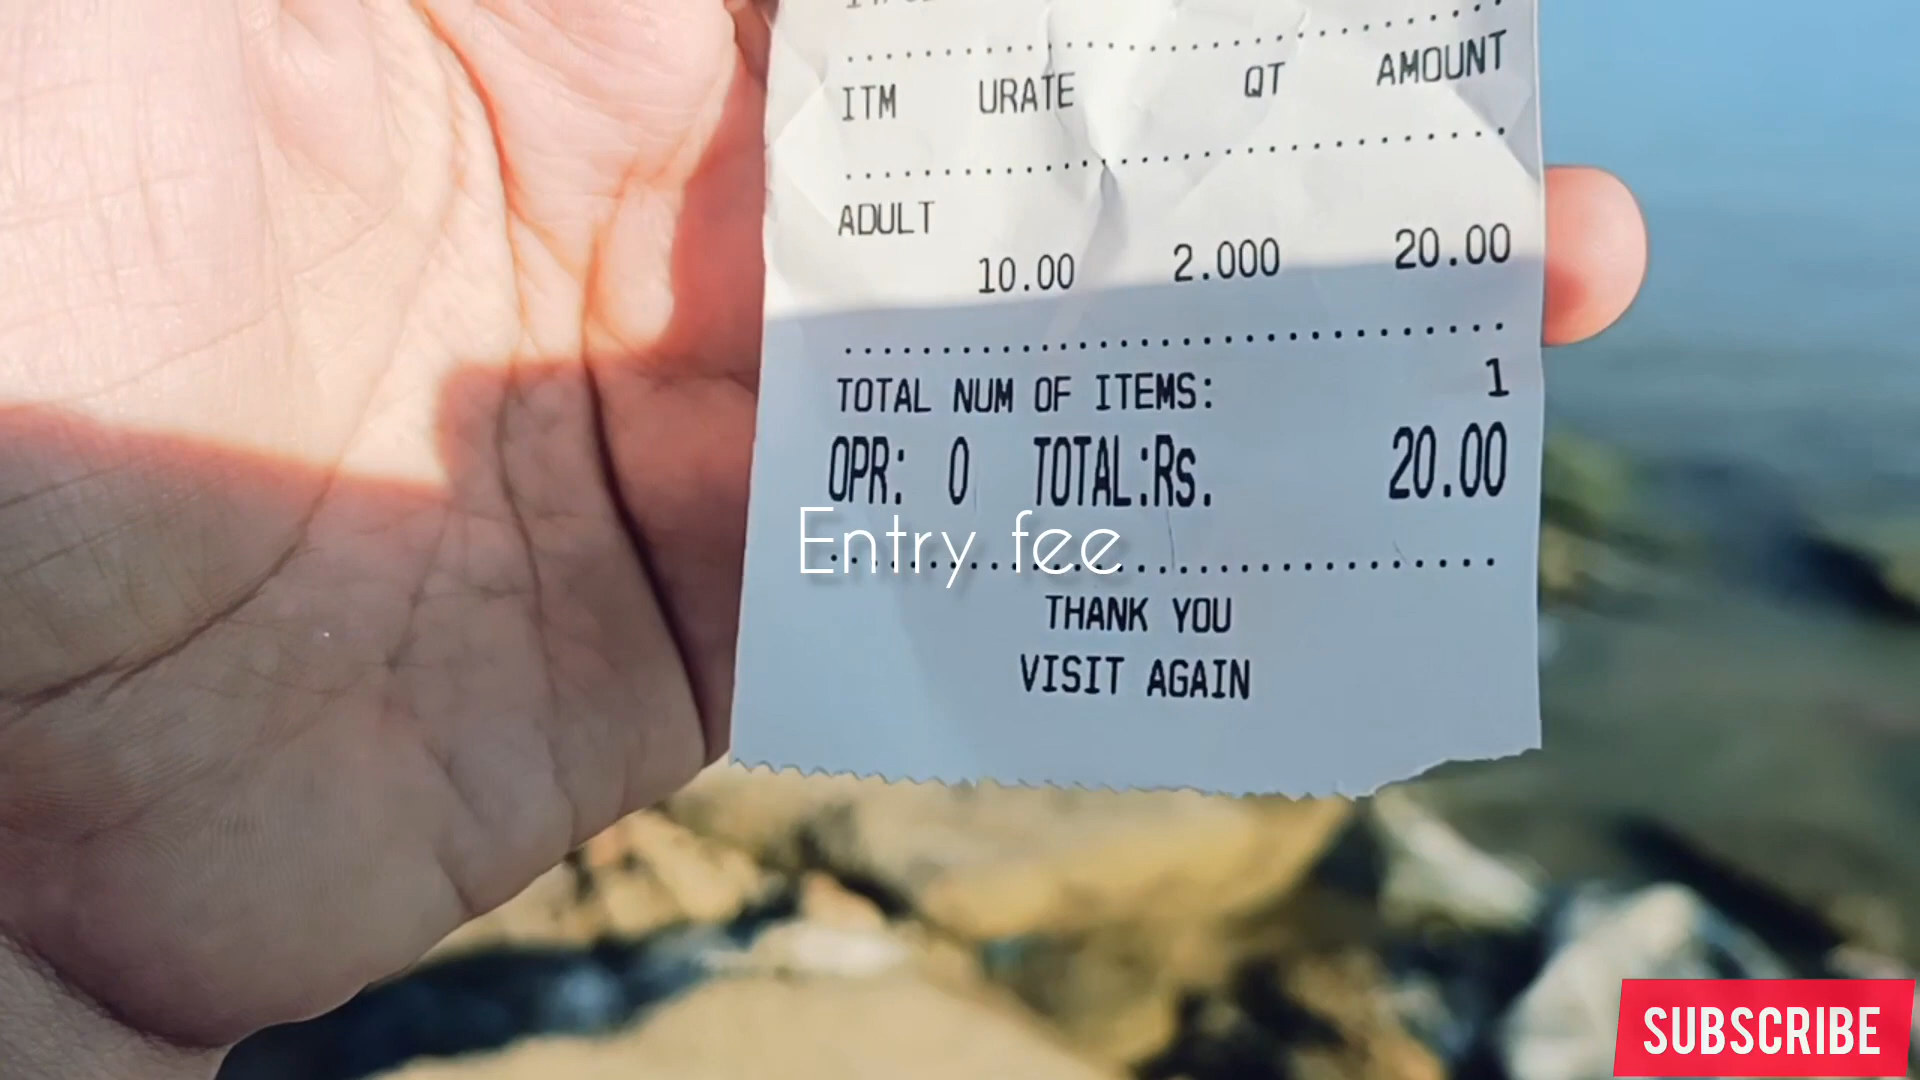 ITM URATE QT AMOUNT
ADULT
10.00 2.000 20.00
TOTAL NUM OF ITEMS: 1
OPR: 0 TOTAL:Rs. 20.00
Entry fee
THANK YOU
VISIT AGAIN
SUBSCRIBE